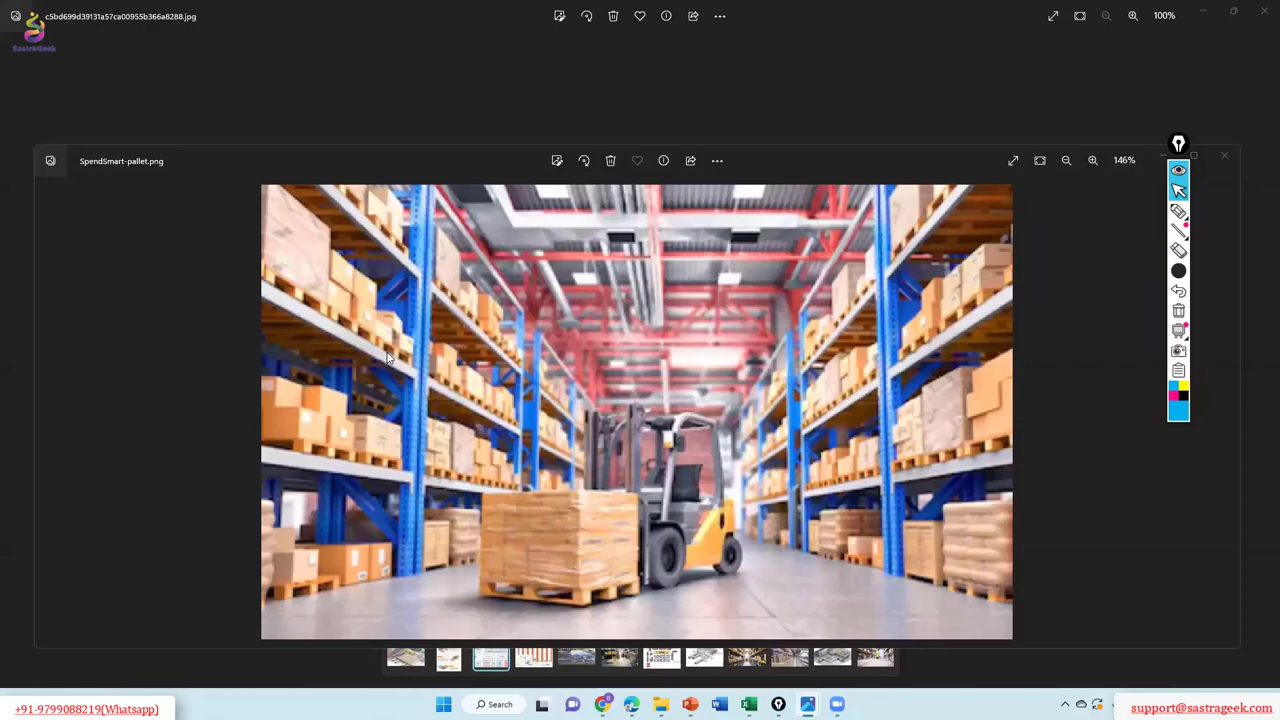 c5bd699d39131a57ca00955b366a8288.jpg
100%
SastraGeek
SpendSmart-pallet.png
146%
Search
+91-9799088219(Whatsapp)
support@sastrageek.com